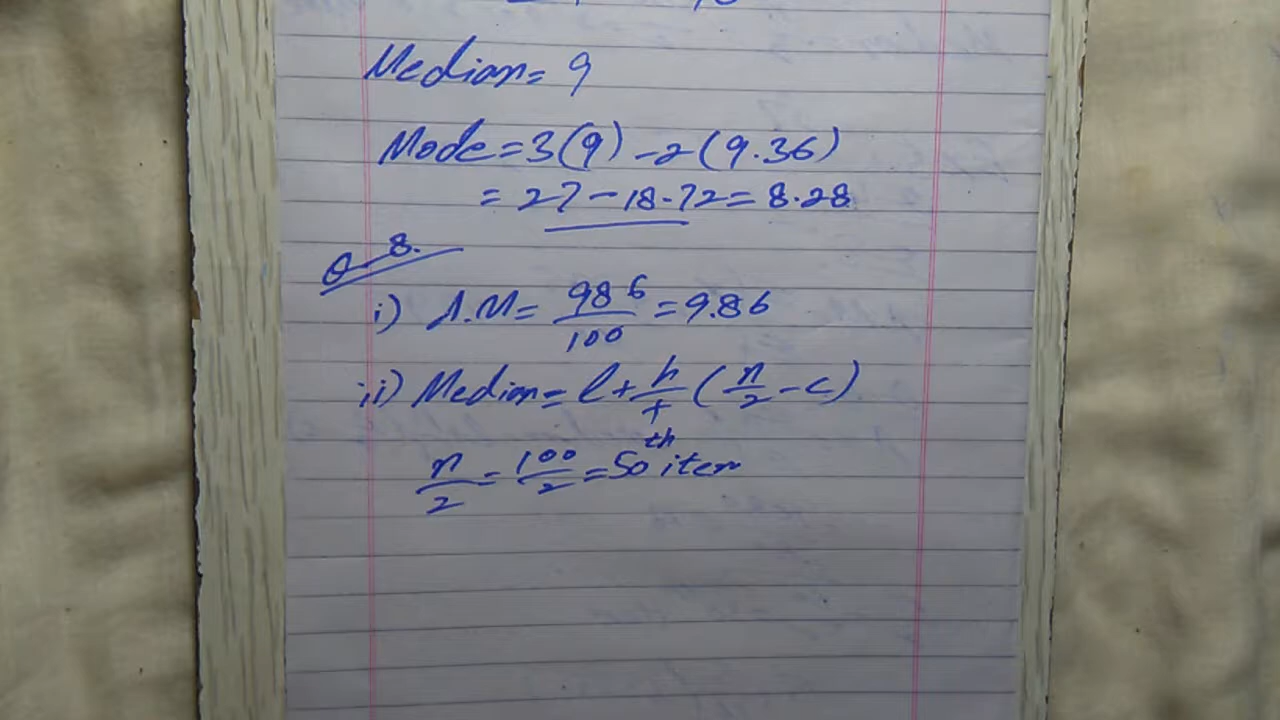 Median = 9
Mode = 3(9) - 2(9.36)
= 27 - 18.72 = 8.28
Q-8.
i) A.M = 986/100 = 9.86
ii) Median = l + h/f (n/2 - c)
n/2 = 100/2 = 50th item